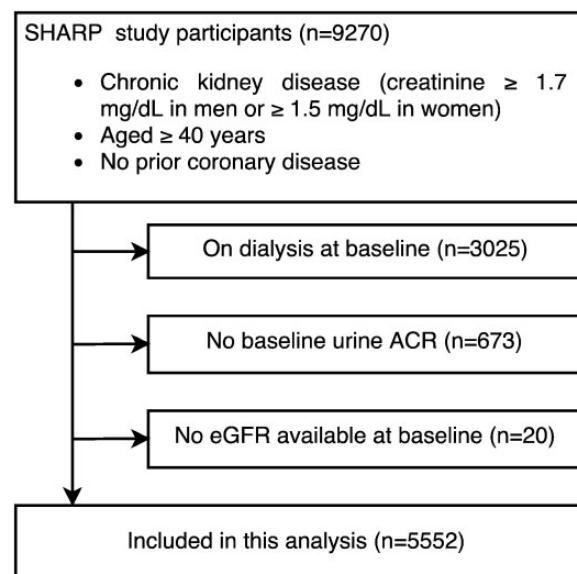 SHARP study participants (n=9270)
• Chronic kidney disease (creatinine ≥ 1.7
mg/dL in men or ≥ 1.5 mg/dL in women)
• Aged ≥ 40 years
• No prior coronary disease
On dialysis at baseline (n=3025)
No baseline urine ACR (n=673)
No eGFR available at baseline (n=20)
Included in this analysis (n=5552)